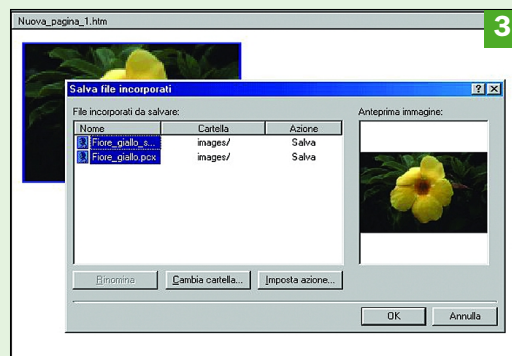 Nuova_pagina_1.htm
3
Salva file incorporati
File incorporati da salvare:
Anteprima immagine:
Nome Cartella Azione
Fiore_giallo_s... images/ Salva
Fiore_giallo.pcx images/ Salva
Rinomina Cambia cartella... Imposta azione...
OK Annulla